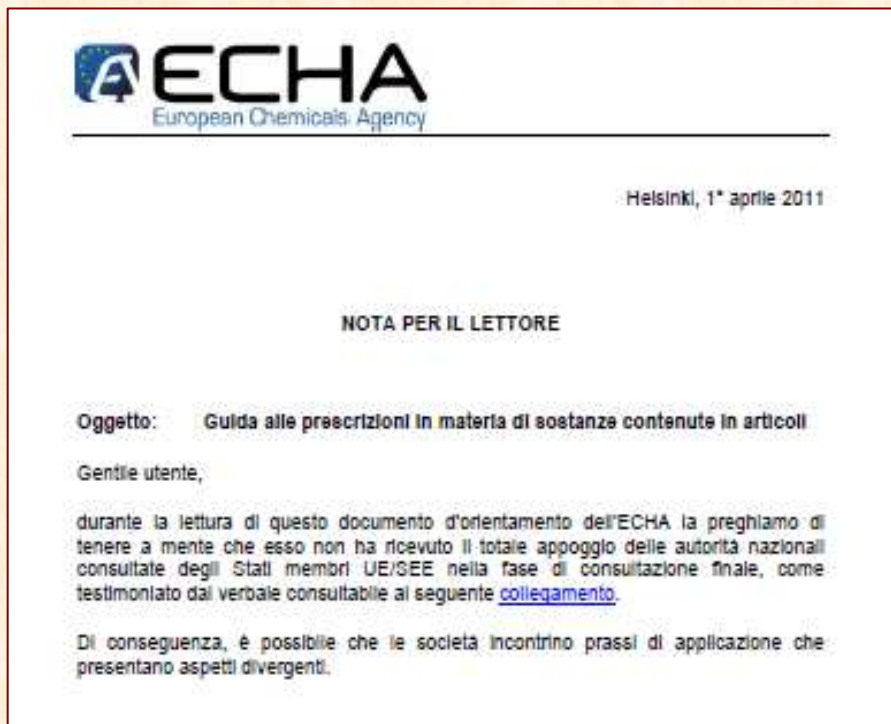 ECHA
European Chemicals Agency
Helsinki, 1° aprile 2011
NOTA PER IL LETTORE
Oggetto: Guida alle prescrizioni in materia di sostanze contenute in articoli
Gentile utente,
durante la lettura di questo documento d'orientamento dell'ECHA la preghiamo di
tenere a mente che esso non ha ricevuto il totale appoggio delle autorità nazionali
consultate degli Stati membri UE/SEE nella fase di consultazione finale, come
testimoniato dal verbale consultabile al seguente collegamento.
Di conseguenza, è possibile che le società incontrino prassi di applicazione che
presentano aspetti divergenti.